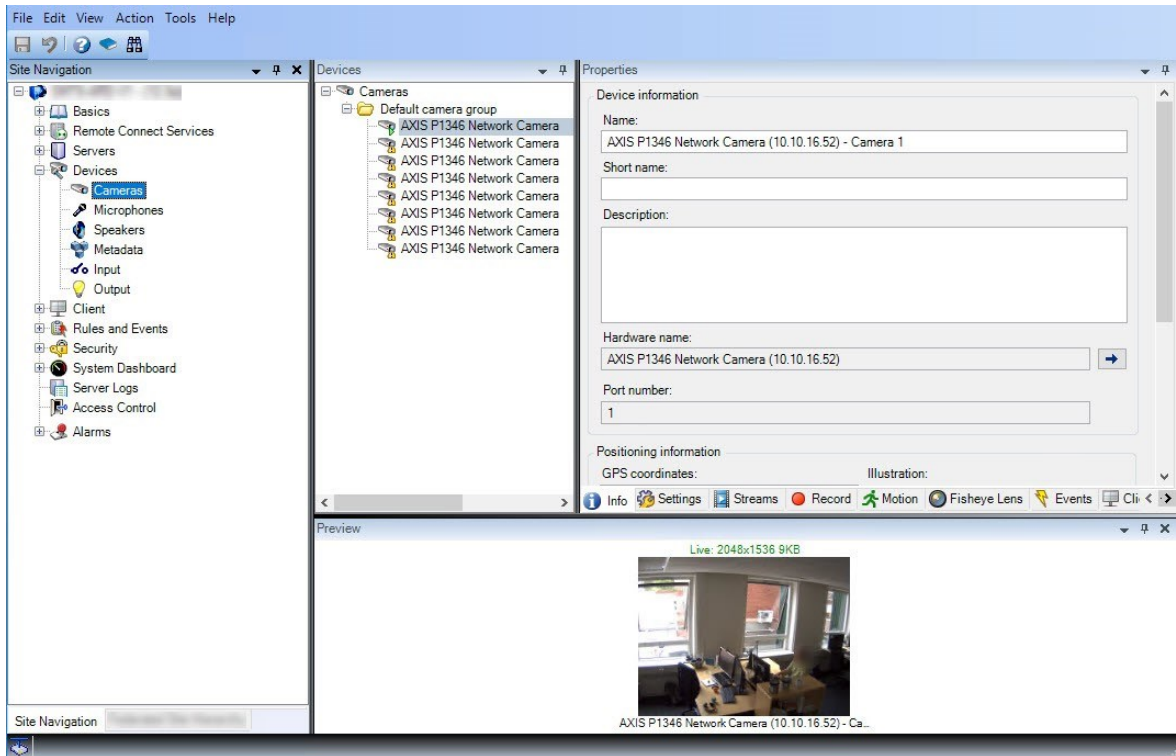 File Edit View Action Tools Help
Site Navigation
Basics
Remote Connect Services
Servers
Devices
Cameras
Microphones
Speakers
Metadata
Input
Output
Client
Rules and Events
Security
System Dashboard
Server Logs
Access Control
Alarms
Site Navigation
Devices
Cameras
Default camera group
AXIS P1346 Network Camera
AXIS P1346 Network Camera
AXIS P1346 Network Camera
AXIS P1346 Network Camera
AXIS P1346 Network Camera
AXIS P1346 Network Camera
AXIS P1346 Network Camera
AXIS P1346 Network Camera
Properties
Device information
Name:
AXIS P1346 Network Camera (10.10.16.52) - Camera 1
Short name:
Description:
Hardware name:
AXIS P1346 Network Camera (10.10.16.52)
Port number:
1
Positioning information
GPS coordinates: Illustration:
Info Settings Streams Record Motion Fisheye Lens Events Cli
Preview
Live: 2048x1536 9KB
AXIS P1346 Network Camera (10.10.16.52) - Ca...